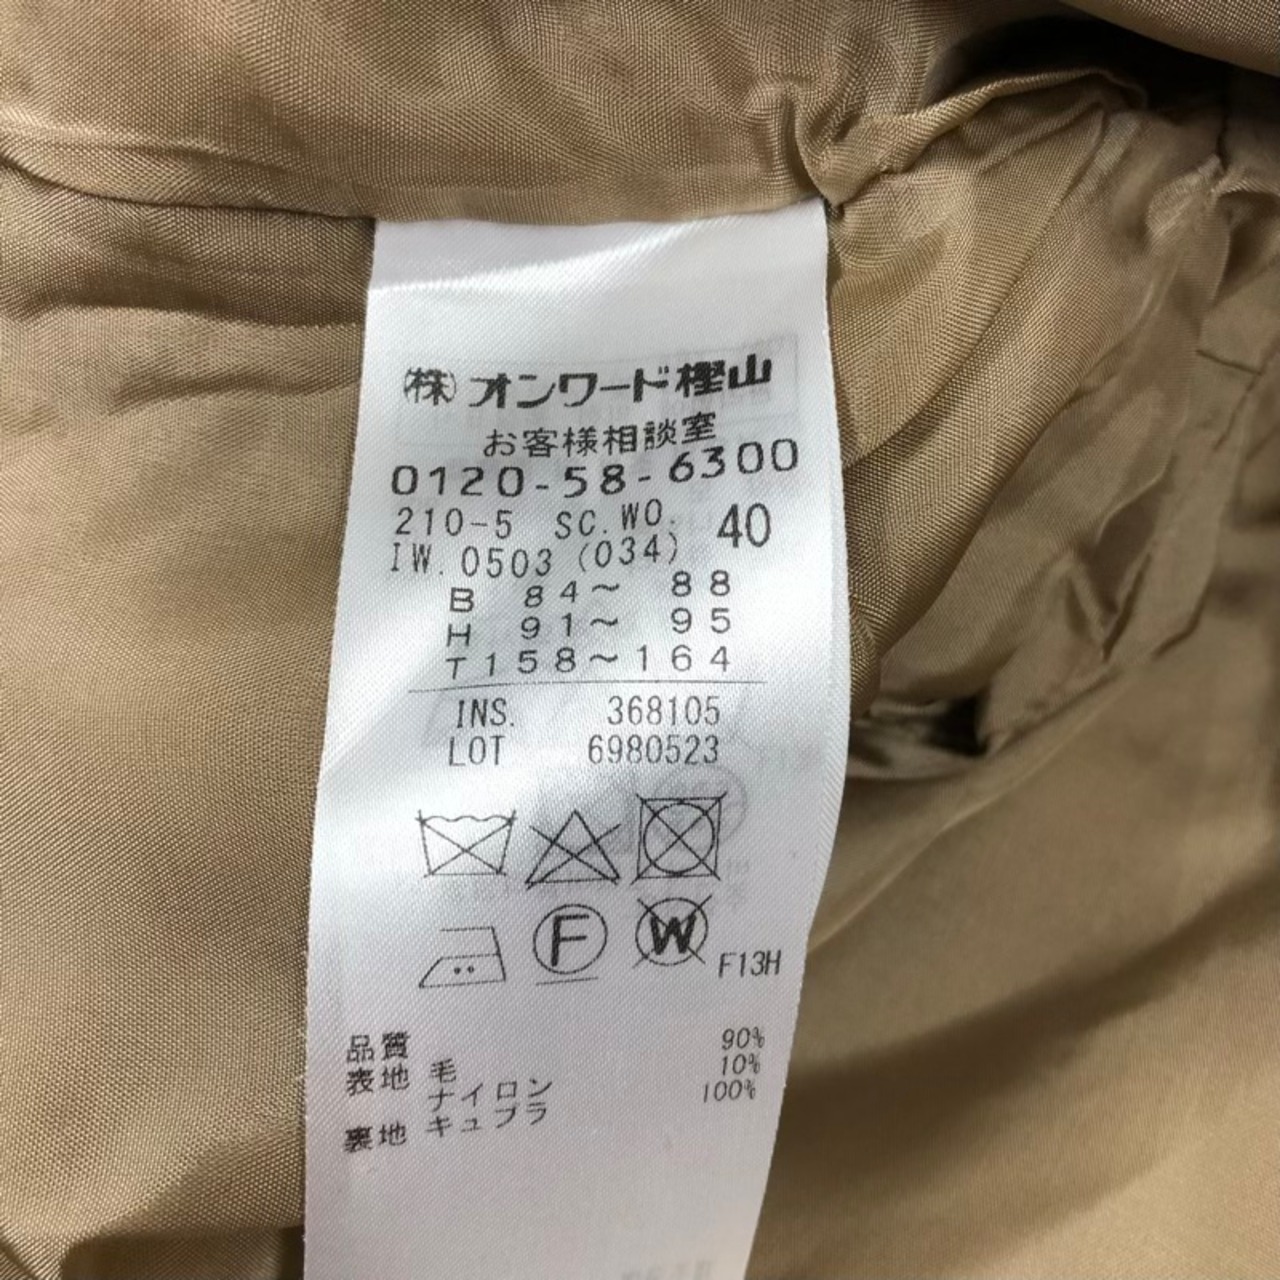 (株)オンワード樫山
お客様相談室
0120-58-6300
210-5 SC.WO. 40
IW.0503(034)
B 84～ 88
H 91～ 95
T158～164
INS. 368105
LOT 6980523
F
W
F13H
品質
表地 毛 90%
ナイロン 10%
裏地 キュプラ 100%